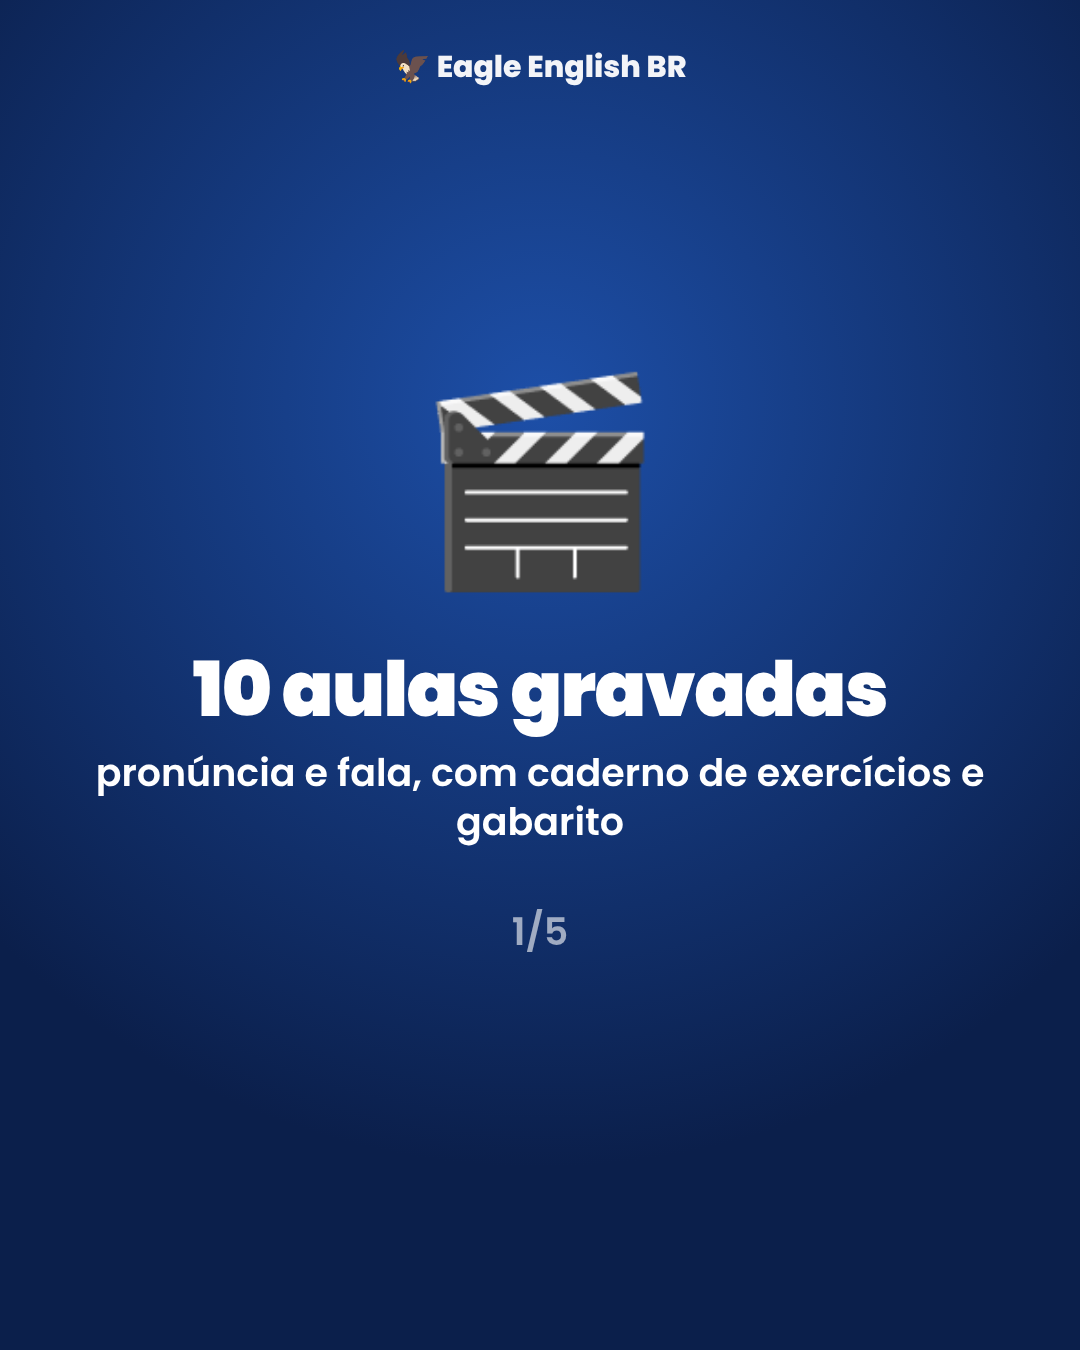 Eagle English BR
10 aulas gravadas
pronúncia e fala, com caderno de exercícios e
gabarito
1/5